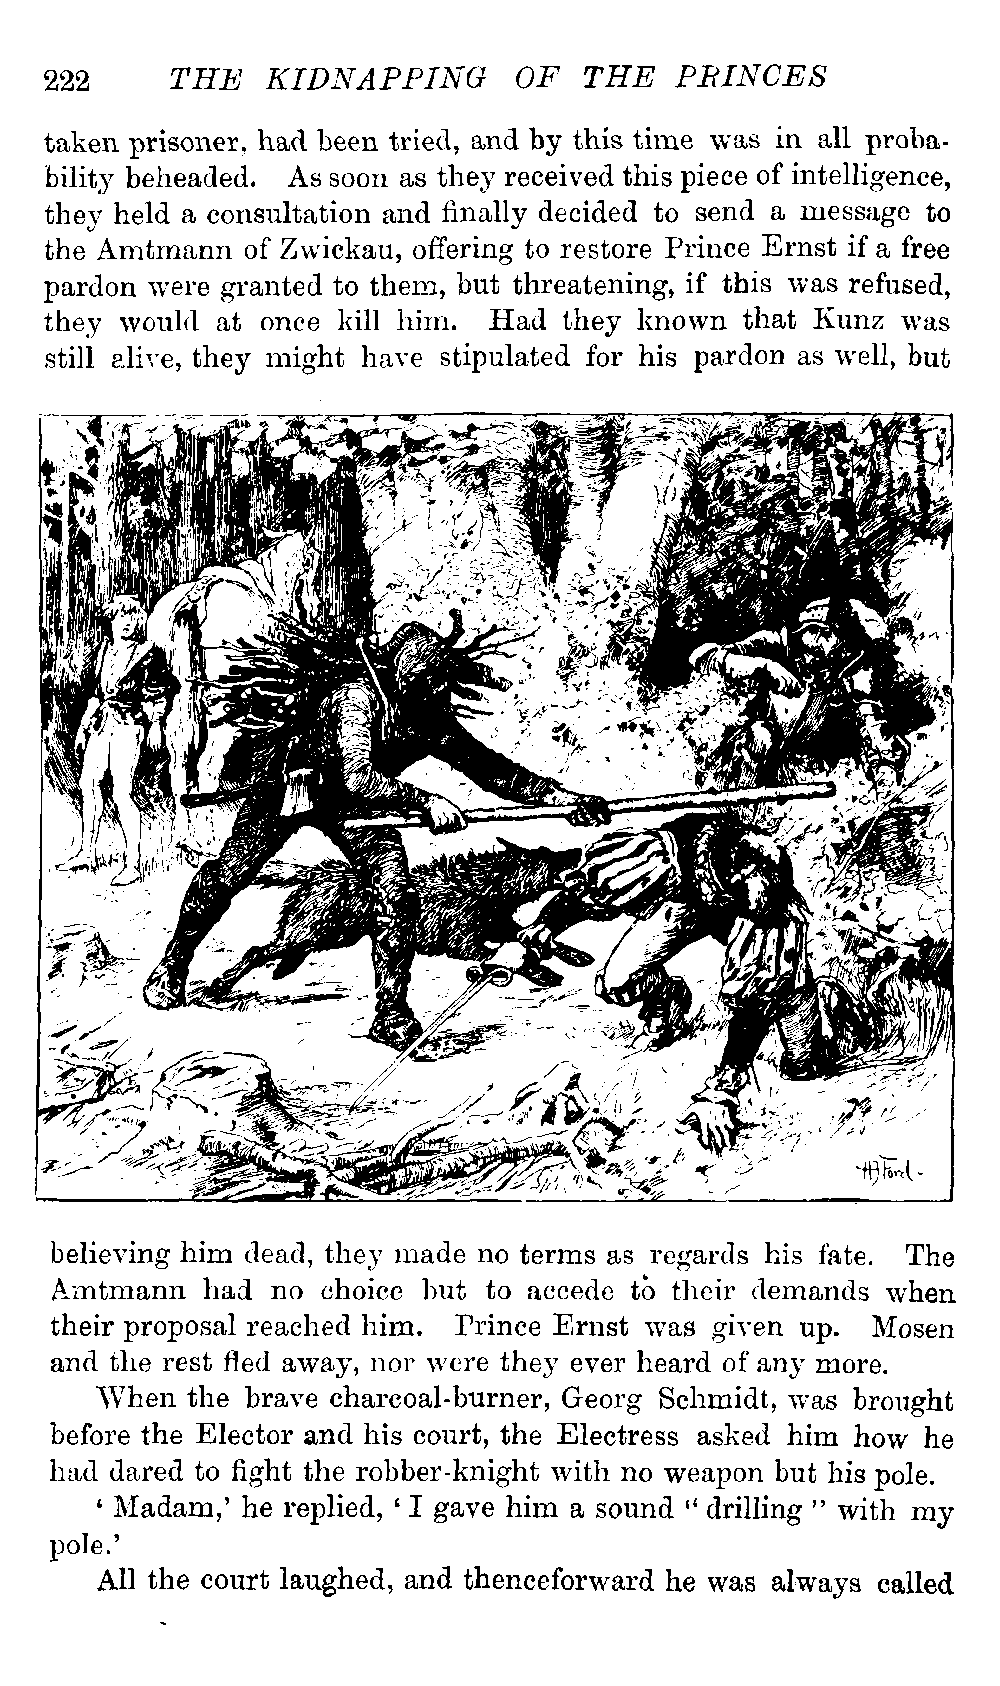 222 THE KIDNAPPING OF THE PRINCES
taken prisoner, had been tried, and by this time was in all proba-
bility beheaded. As soon as they received this piece of intelligence,
they held a consultation and finally decided to send a message to
the Amtmann of Zwickau, offering to restore Prince Ernst if a free
pardon were granted to them, but threatening, if this was refused,
they would at once kill him. Had they known that Kunz was
still alive, they might have stipulated for his pardon as well, but
HJFord
believing him dead, they made no terms as regards his fate. The
Amtmann had no choice but to accede to their demands when
their proposal reached him. Prince Ernst was given up. Mosen
and the rest fled away, nor were they ever heard of any more.
When the brave charcoal-burner, Georg Schmidt, was brought
before the Elector and his court, the Electress asked him how he
had dared to fight the robber-knight with no weapon but his pole.
‘ Madam,’ he replied, ‘ I gave him a sound “ drilling ” with my
pole.’
All the court laughed, and thenceforward he was always called